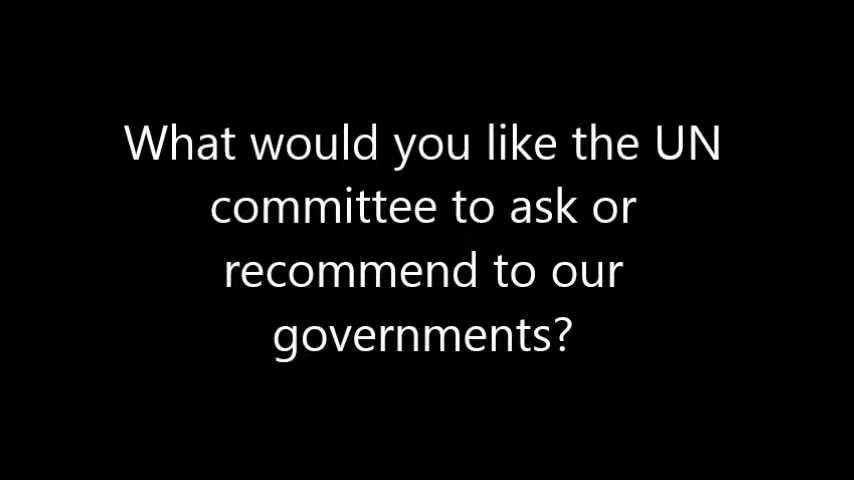 What would you like the UN
committee to ask or
recommend to our
governments?